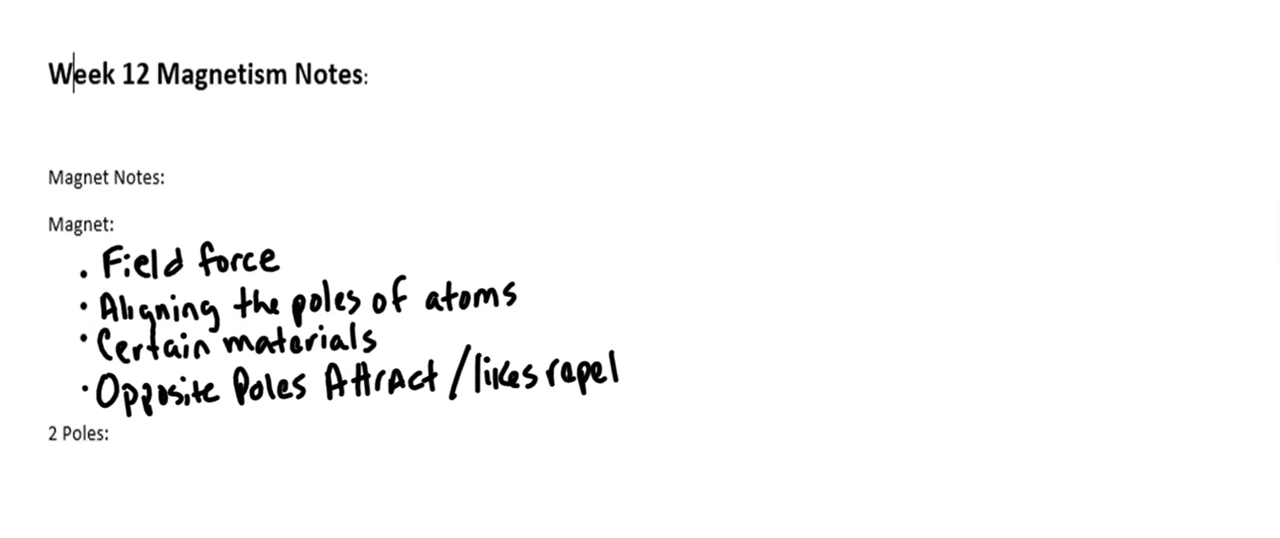 Week 12 Magnetism Notes:
Magnet Notes:
Magnet:
· Field force
· Aligning the poles of atoms
· Certain materials
· Opposite Poles Attract / likes repel
2 Poles: